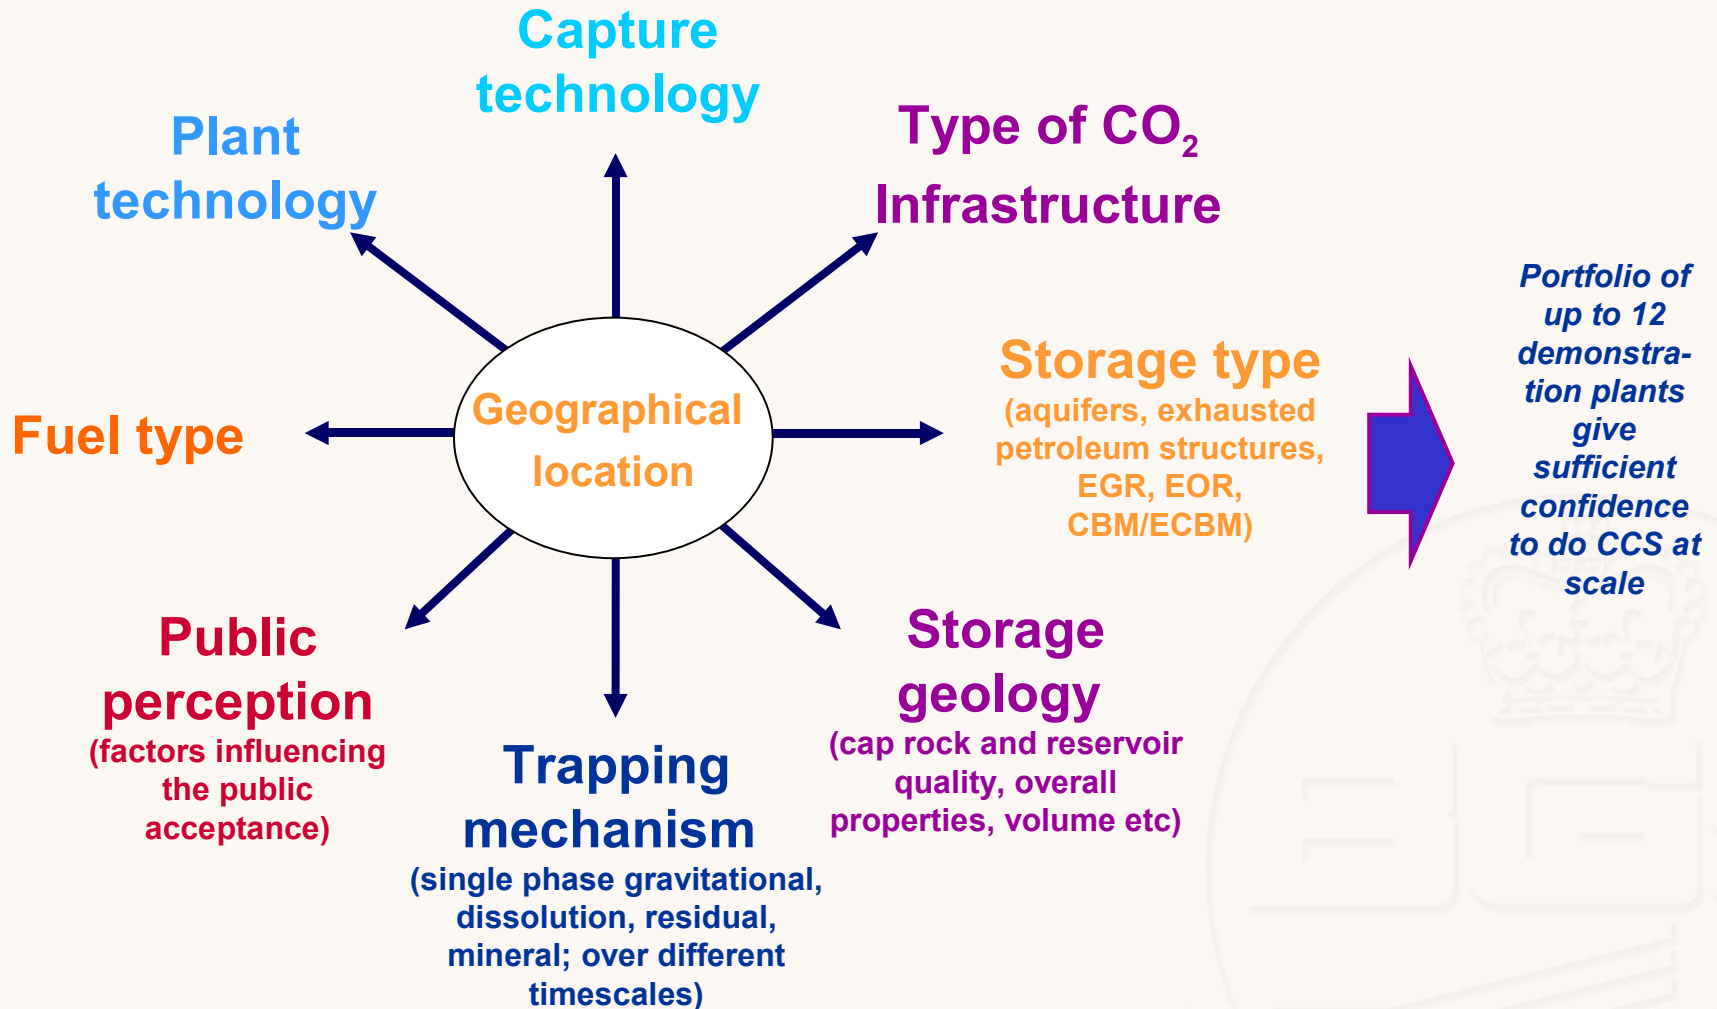 Capture
technology
Plant
technology
Type of CO₂
Infrastructure
Geographical
location
Fuel type
Storage type
(aquifers, exhausted
petroleum structures,
EGR, EOR,
CBM/ECBM)
Portfolio of
up to 12
demonstra-
tion plants
give
sufficient
confidence
to do CCS at
scale
Public
perception
(factors influencing
the public
acceptance)
Trapping
mechanism
(single phase gravitational,
dissolution, residual,
mineral; over different
timescales)
Storage
geology
(cap rock and reservoir
quality, overall
properties, volume etc)